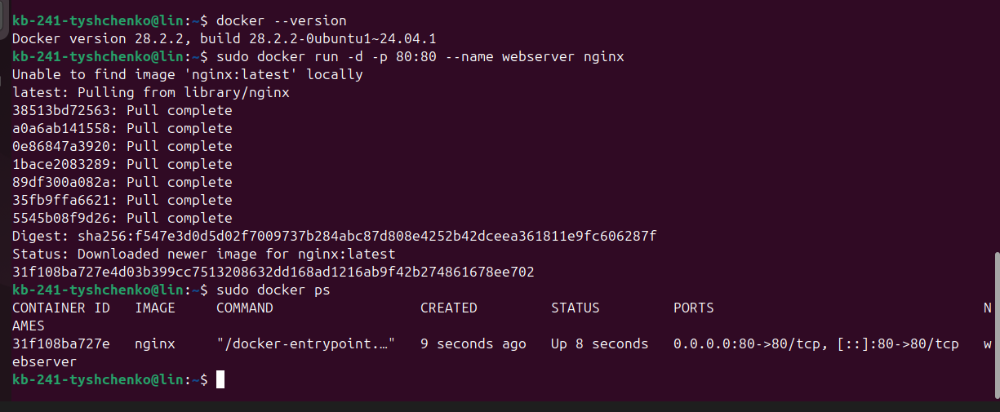 kb-241-tyshchenko@lin:~$ docker --version
Docker version 28.2.2, build 28.2.2-0ubuntu1~24.04.1
kb-241-tyshchenko@lin:~$ sudo docker run -d -p 80:80 --name webserver nginx
Unable to find image 'nginx:latest' locally
latest: Pulling from library/nginx
38513bd72563: Pull complete
a0a6ab141558: Pull complete
0e86847a3920: Pull complete
1bace2083289: Pull complete
89df300a082a: Pull complete
35fb9ffa6621: Pull complete
5545b08f9d26: Pull complete
Digest: sha256:f547e3d0d5d02f7009737b284abc87d808e4252b42dceea361811e9fc606287f
Status: Downloaded newer image for nginx:latest
31f108ba727e4d03b399cc7513208632dd168ad1216ab9f42b274861678ee702
kb-241-tyshchenko@lin:~$ sudo docker ps
CONTAINER ID   IMAGE     COMMAND                  CREATED         STATUS         PORTS                                 N
AMES
31f108ba727e   nginx     "/docker-entrypoint.…"   9 seconds ago   Up 8 seconds   0.0.0.0:80->80/tcp, [::]:80->80/tcp   w
ebserver
kb-241-tyshchenko@lin:~$